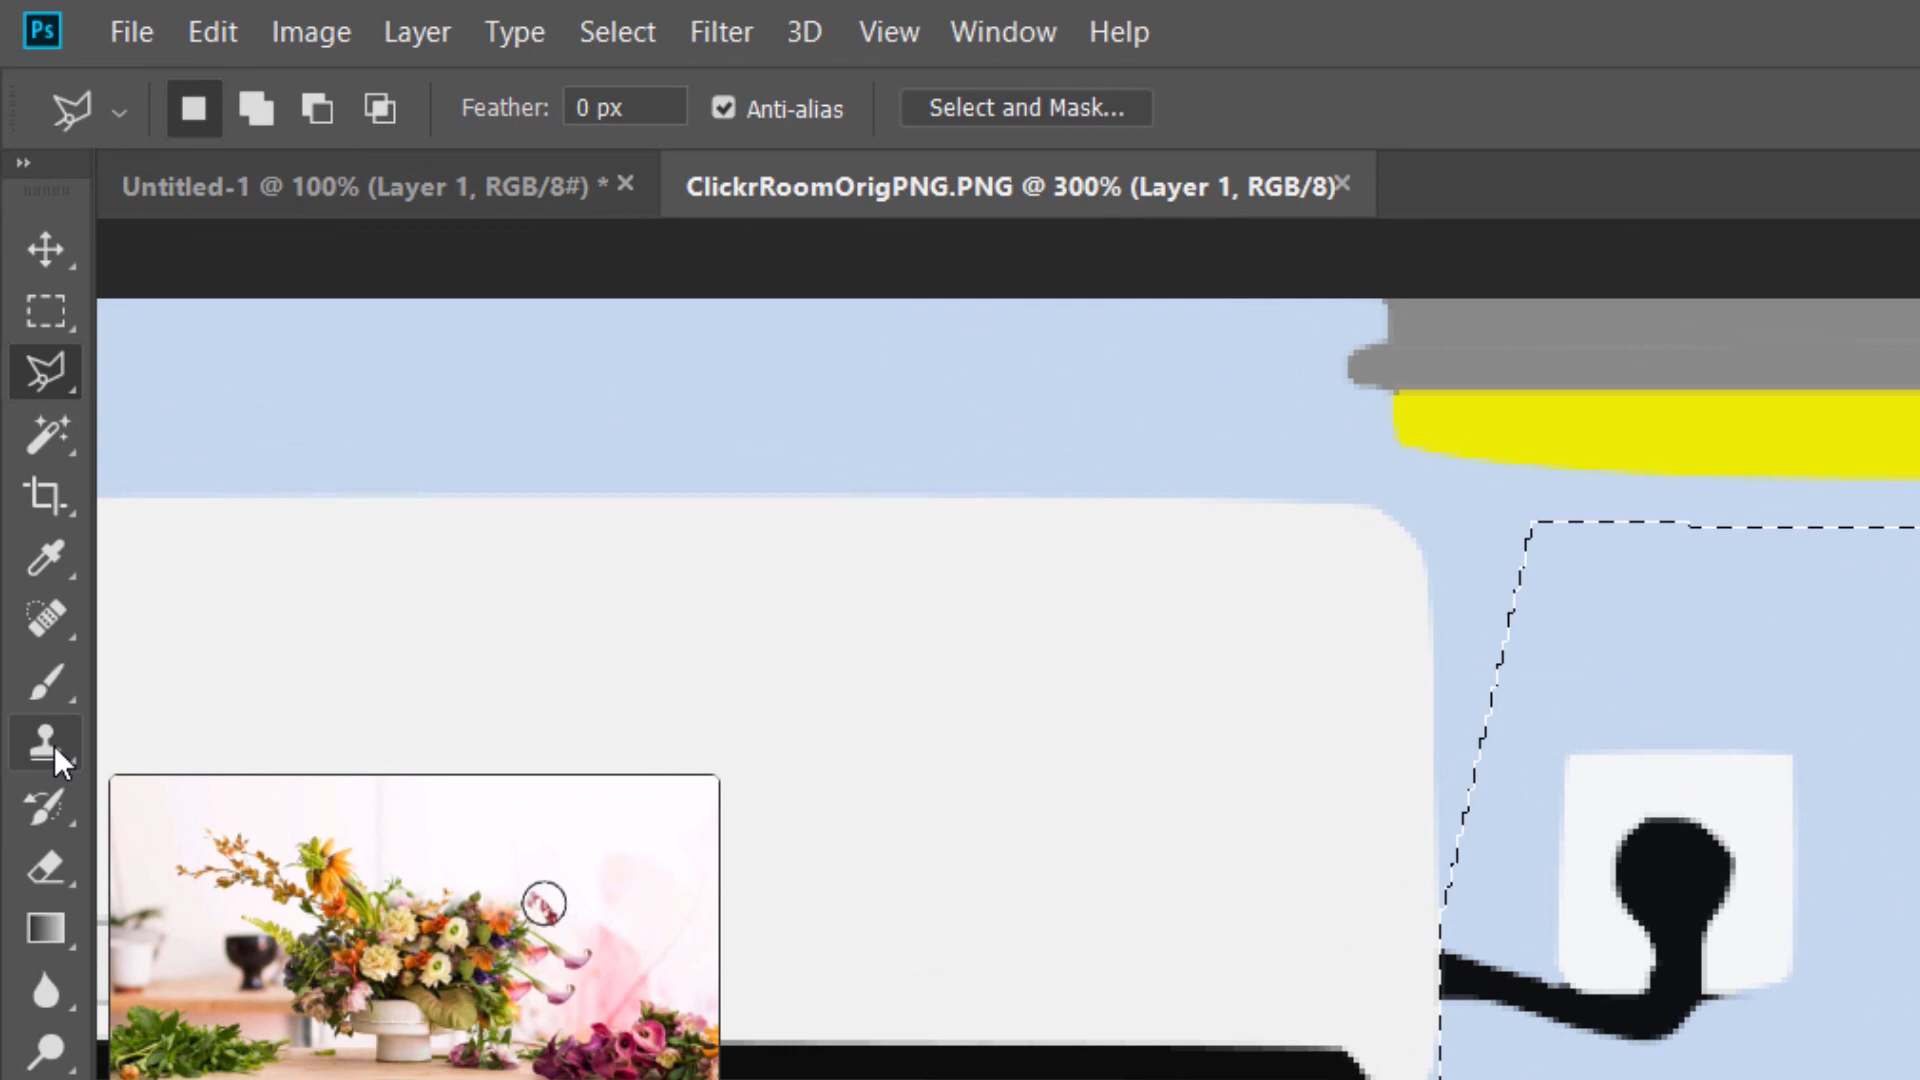 Ps File Edit Image Layer Type Select Filter 3D View Window Help
Feather: 0 px Anti-alias Select and Mask...
Untitled-1 @ 100% (Layer 1, RGB/8#) * × ClickrRoomOrigPNG.PNG @ 300% (Layer 1, RGB/8) ×